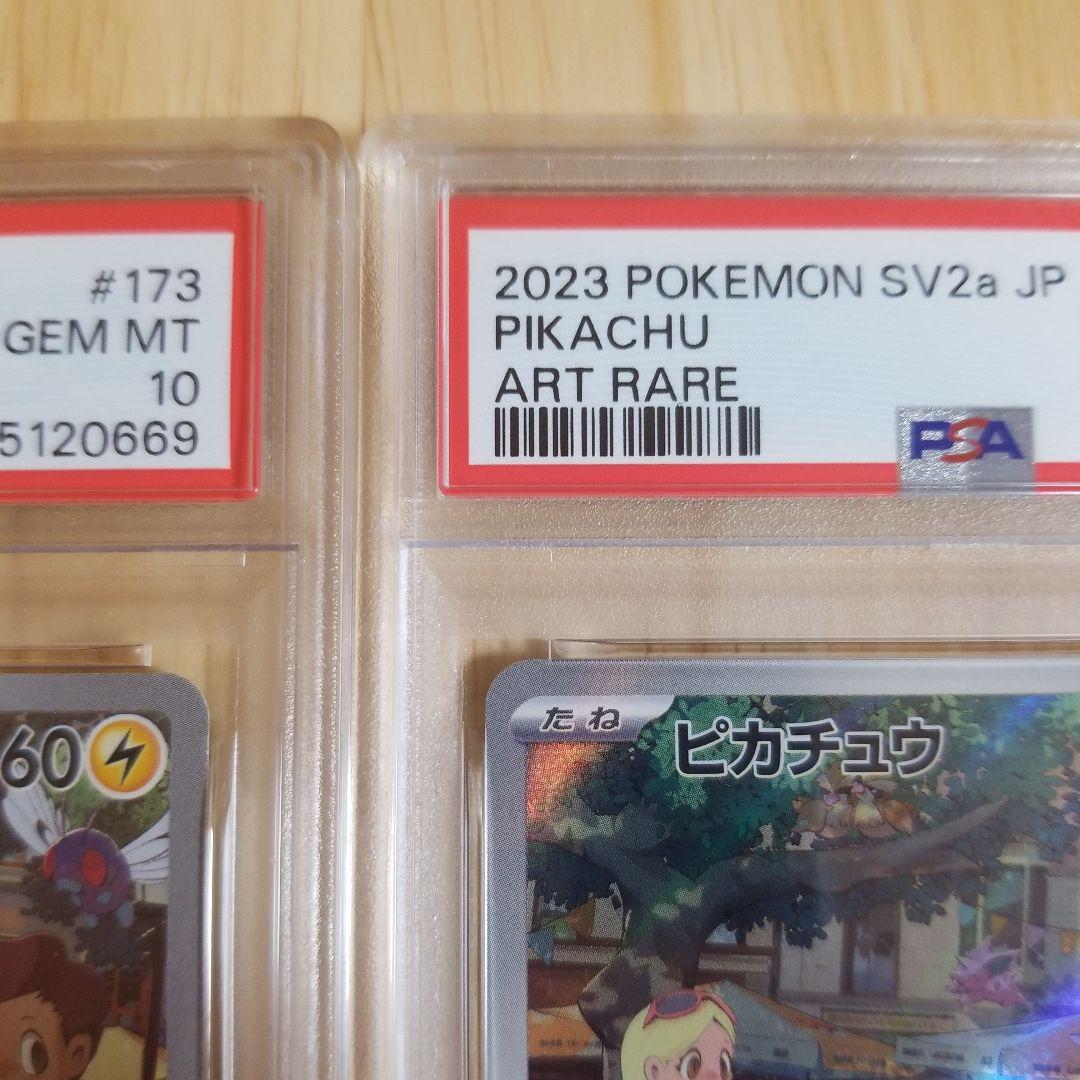 #173
GEM MT
10
5120669
2023 POKEMON SV2a JP
PIKACHU
ART RARE
PSA
60
たね
ピカチュウ